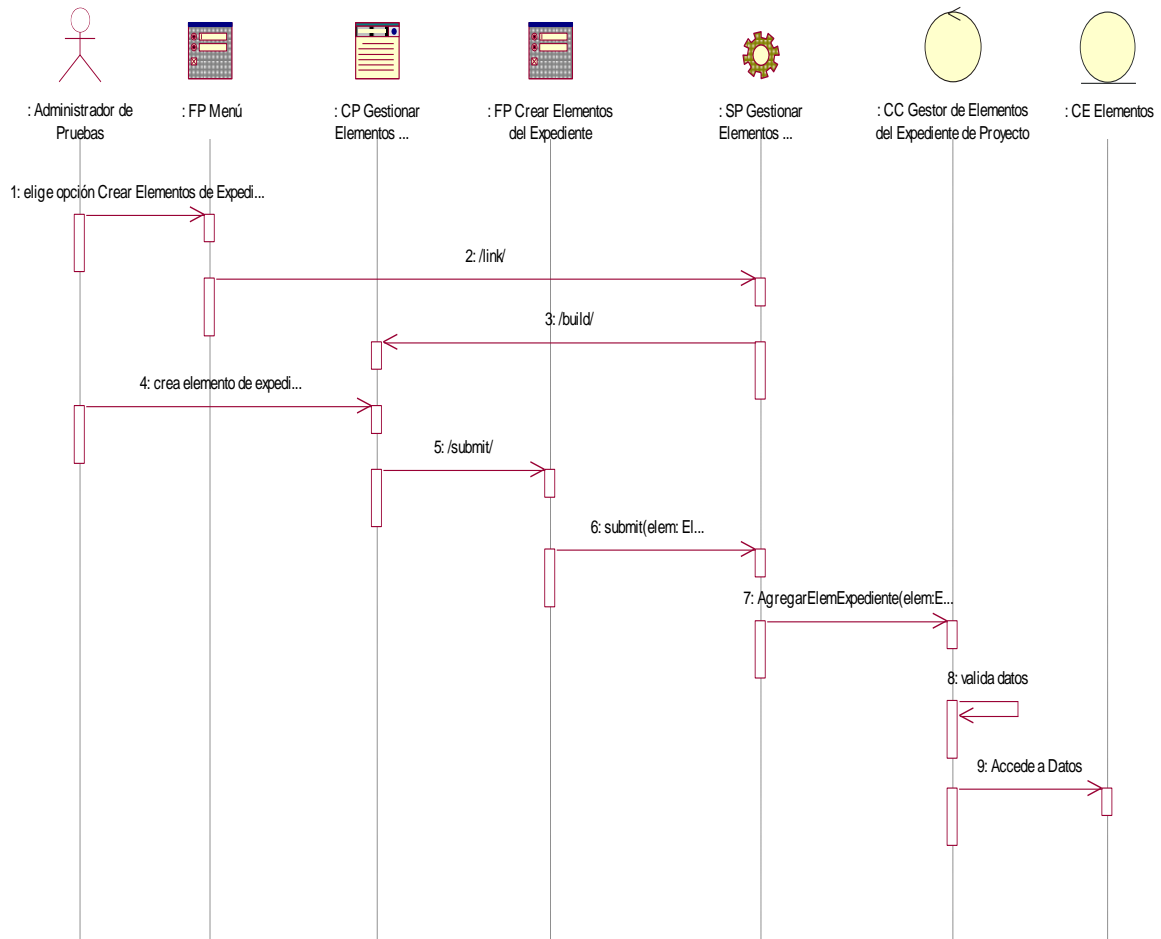 : Administrador de
Pruebas
: FP Menú
: CP Gestionar
Elementos ...
: FP Crear Elementos
del Expediente
: SP Gestionar
Elementos ...
: CC Gestor de Elementos
del Expediente de Proyecto
: CE Elementos
1: elige opción Crear Elementos de Expedi...
2: /link/
3: /build/
4: crea elemento de expedi...
5: /submit/
6: submit(elem: El...
7: AgregarElemExpediente(elem:E...
8: valida datos
9: Accede a Datos